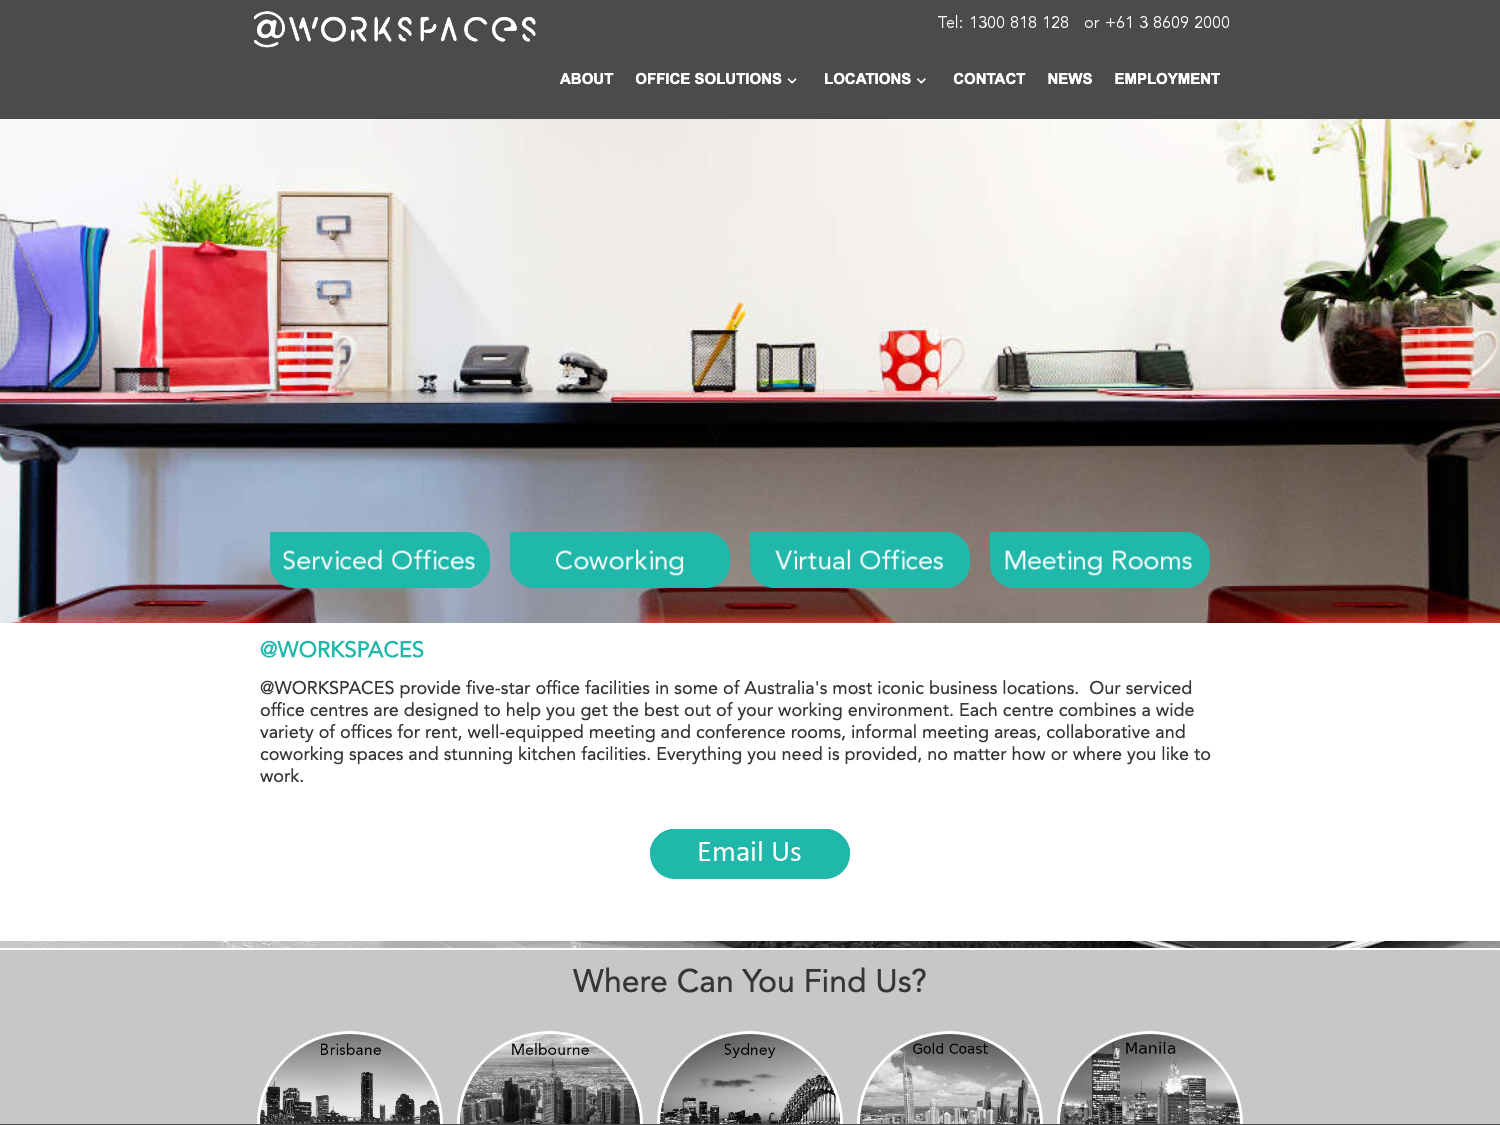 @WORKSPACES
Tel: 1300 818 128 or +61 3 8609 2000
ABOUT OFFICE SOLUTIONS LOCATIONS CONTACT NEWS EMPLOYMENT
Serviced Offices Coworking Virtual Offices Meeting Rooms
@WORKSPACES
@WORKSPACES provide five-star office facilities in some of Australia's most iconic business locations. Our serviced
office centres are designed to help you get the best out of your working environment. Each centre combines a wide
variety of offices for rent, well-equipped meeting and conference rooms, informal meeting areas, collaborative and
coworking spaces and stunning kitchen facilities. Everything you need is provided, no matter how or where you like to
work.
Email Us
Where Can You Find Us?
Brisbane Melbourne Sydney Gold Coast Manila